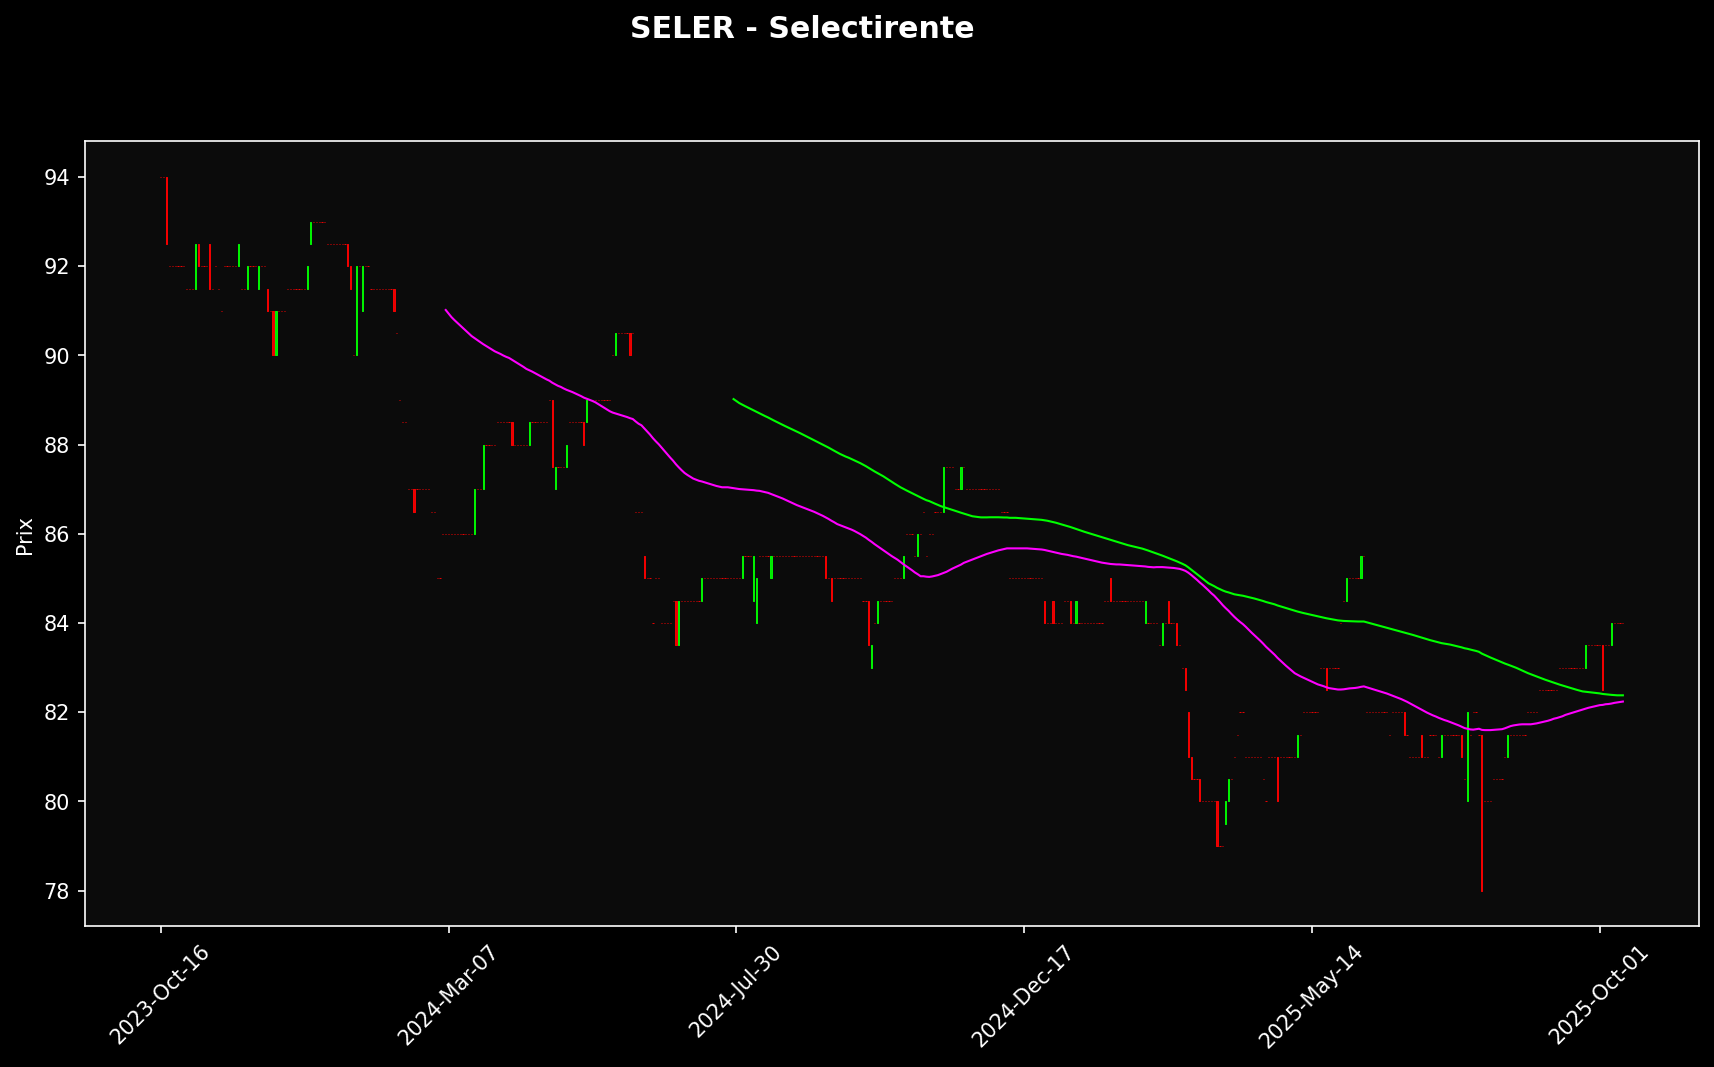 SELER - Selectirente
Prix
94
92
90
88
86
84
82
80
78
2023-Oct-16
2024-Mar-07
2024-Jul-30
2024-Dec-17
2025-May-14
2025-Oct-01